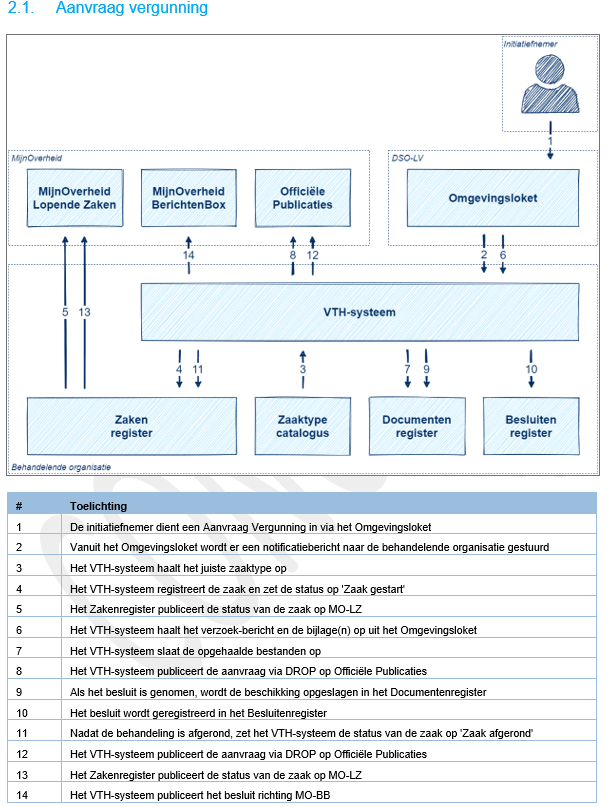 2.1. Aanvraag vergunning
Initiatiefnemer
1
MijnOverheid
DSO-LV
MijnOverheid
Lopende Zaken
MijnOverheid
BerichtenBox
Officiële
Publicaties
Omgevingsloket
14
8
12
2
6
5
13
VTH-systeem
4
11
3
7
9
10
Zaken
register
Zaaktype
catalogus
Documenten
register
Besluiten
register
Behandelende organisatie
# Toelichting
1 De initiatiefnemer dient een Aanvraag Vergunning in via het Omgevingsloket
2 Vanuit het Omgevingsloket wordt er een notificatiebericht naar de behandelende organisatie gestuurd
3 Het VTH-systeem haalt het juiste zaaktype op
4 Het VTH-systeem registreert de zaak en zet de status op 'Zaak gestart'
5 Het Zakenregister publiceert de status van de zaak op MO-LZ
6 Het VTH-systeem haalt het verzoek-bericht en de bijlage(n) op uit het Omgevingsloket
7 Het VTH-systeem slaat de opgehaalde bestanden op
8 Het VTH-systeem publiceert de aanvraag via DROP op Officiële Publicaties
9 Als het besluit is genomen, wordt de beschikking opgeslagen in het Documentenregister
10 Het besluit wordt geregistreerd in het Besluitenregister
11 Nadat de behandeling is afgerond, zet het VTH-systeem de status van de zaak op 'Zaak afgerond'
12 Het VTH-systeem publiceert de aanvraag via DROP op Officiële Publicaties
13 Het Zakenregister publiceert de status van de zaak op MO-LZ
14 Het VTH-systeem publiceert het besluit richting MO-BB